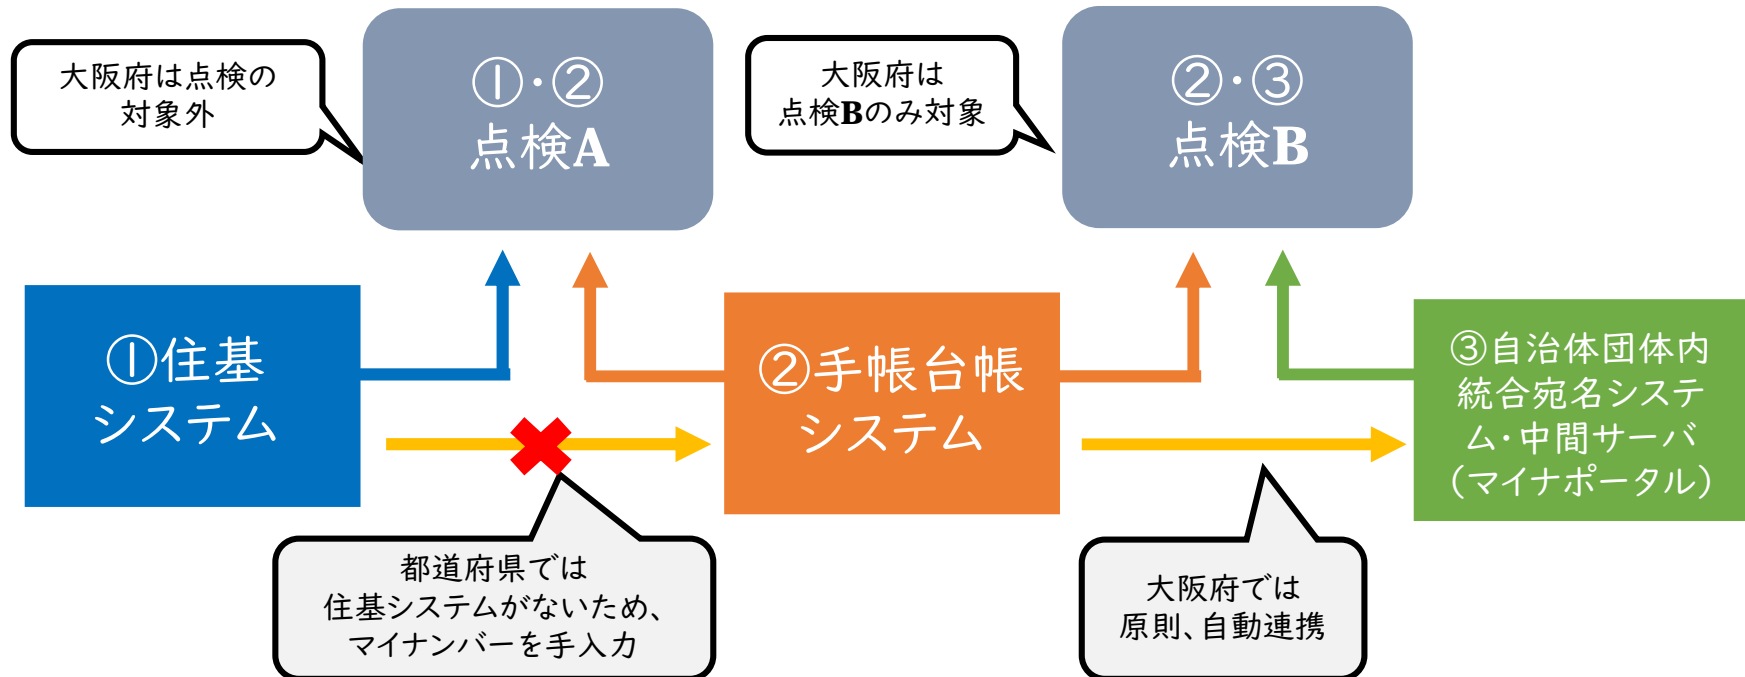 大阪府は点検の
対象外
①・②
点検A
大阪府は
点検Bのみ対象
②・③
点検B
①住基
システム
②手帳台帳
システム
③自治体団体内
統合宛名システ
ム・中間サーバ
（マイナポータル）
都道府県では
住基システムがないため、
マイナンバーを手入力
大阪府では
原則、自動連携